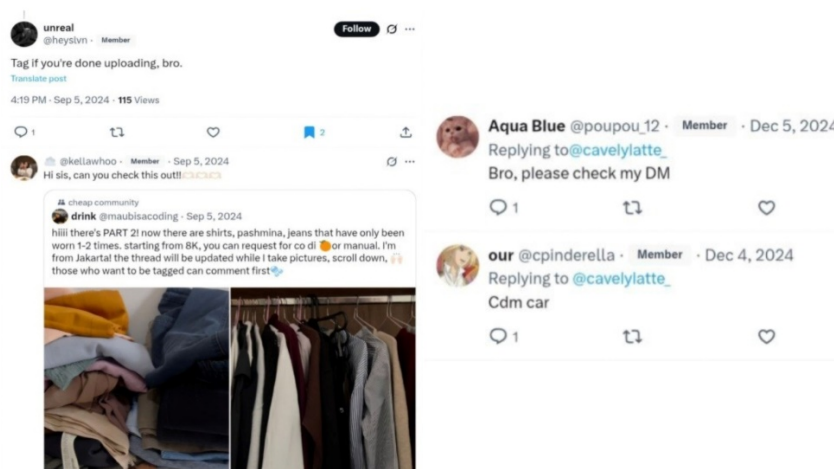 unreal
@heyslvn · Member
Follow
Tag if you're done uploading, bro.
Translate post
4:19 PM · Sep 5, 2024 · 115 Views
1
2
@kellawhoo · Member · Sep 5, 2024
Hi sis, can you check this out!!
cheap community
drink @maubisacoding · Sep 5, 2024
hiiii there's PART 2! now there are shirts, pashmina, jeans that have only been
worn 1-2 times. starting from 8K, you can request for co di 🍊or manual. I'm
from Jakarta! the thread will be updated while I take pictures, scroll down, 🙌🏻
those who want to be tagged can comment first🫧
Aqua Blue @poupou_12 · Member · Dec 5, 2024
Replying to@cavelylatte_
Bro, please check my DM
1
our @cpinderella · Member · Dec 4, 2024
Replying to @cavelylatte_
Cdm car
1